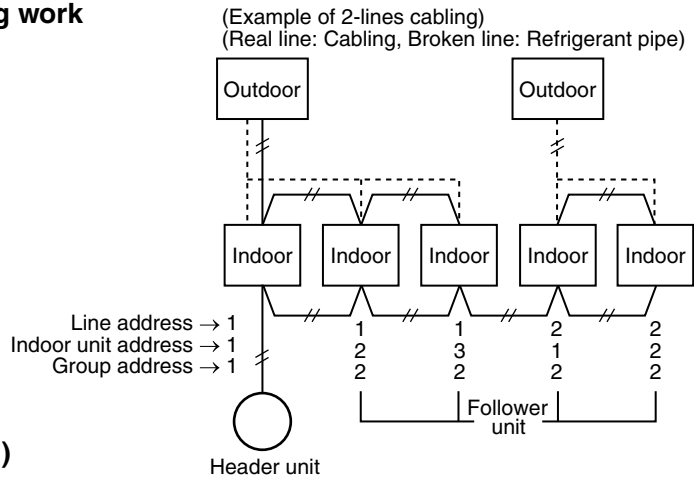 g work
(Example of 2-lines cabling)
(Real line: Cabling, Broken line: Refrigerant pipe)
Outdoor Outdoor
Indoor Indoor Indoor Indoor Indoor
Line address → 1 1 1 2 2
Indoor unit address → 1 2 3 1 2
Group address → 1 2 2 2 2
Follower
unit
)
Header unit